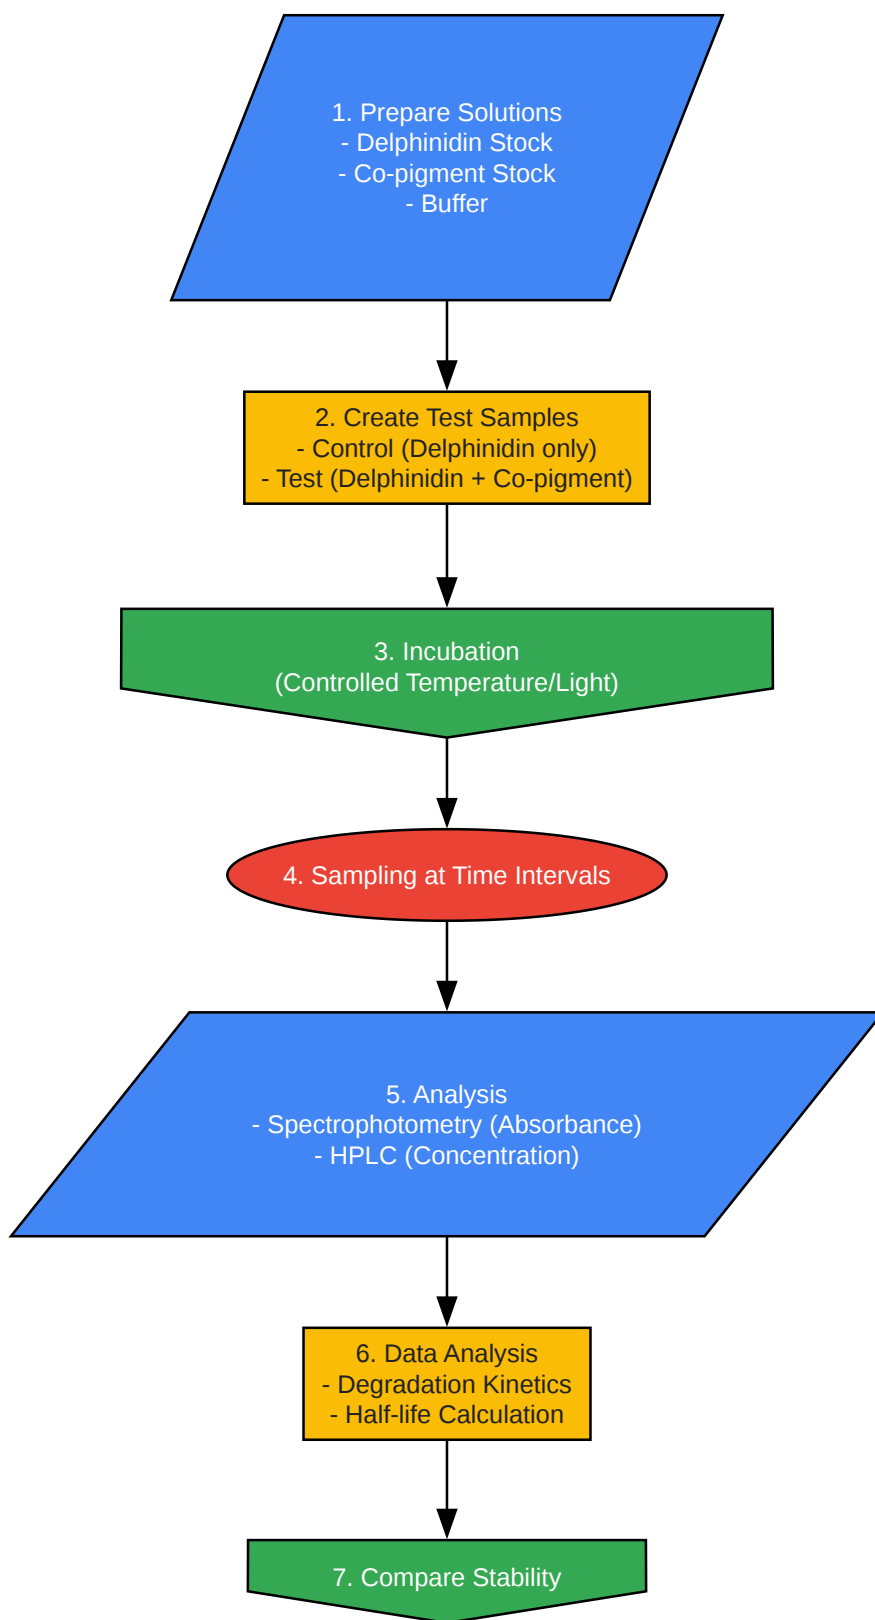 1. Prepare Solutions
- Delphinidin Stock
- Co-pigment Stock
- Buffer
2. Create Test Samples
- Control (Delphinidin only)
- Test (Delphinidin + Co-pigment)
3. Incubation
(Controlled Temperature/Light)
4. Sampling at Time Intervals
5. Analysis
- Spectrophotometry (Absorbance)
- HPLC (Concentration)
6. Data Analysis
- Degradation Kinetics
- Half-life Calculation
7. Compare Stability